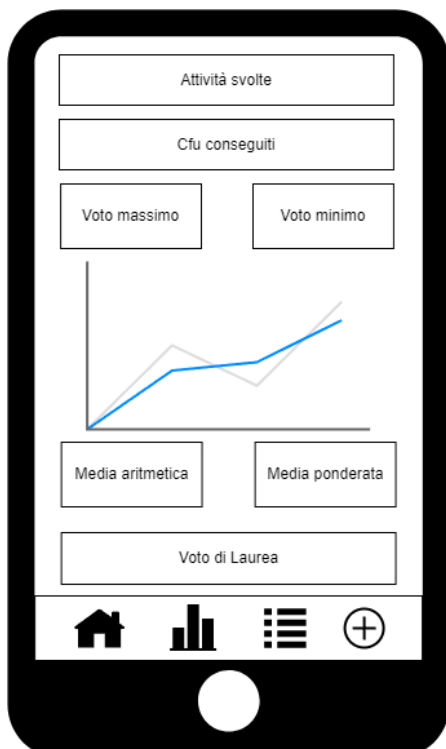 Attività svolte
Cfu conseguiti
Voto massimo
Voto minimo
Media aritmetica
Media ponderata
Voto di Laurea